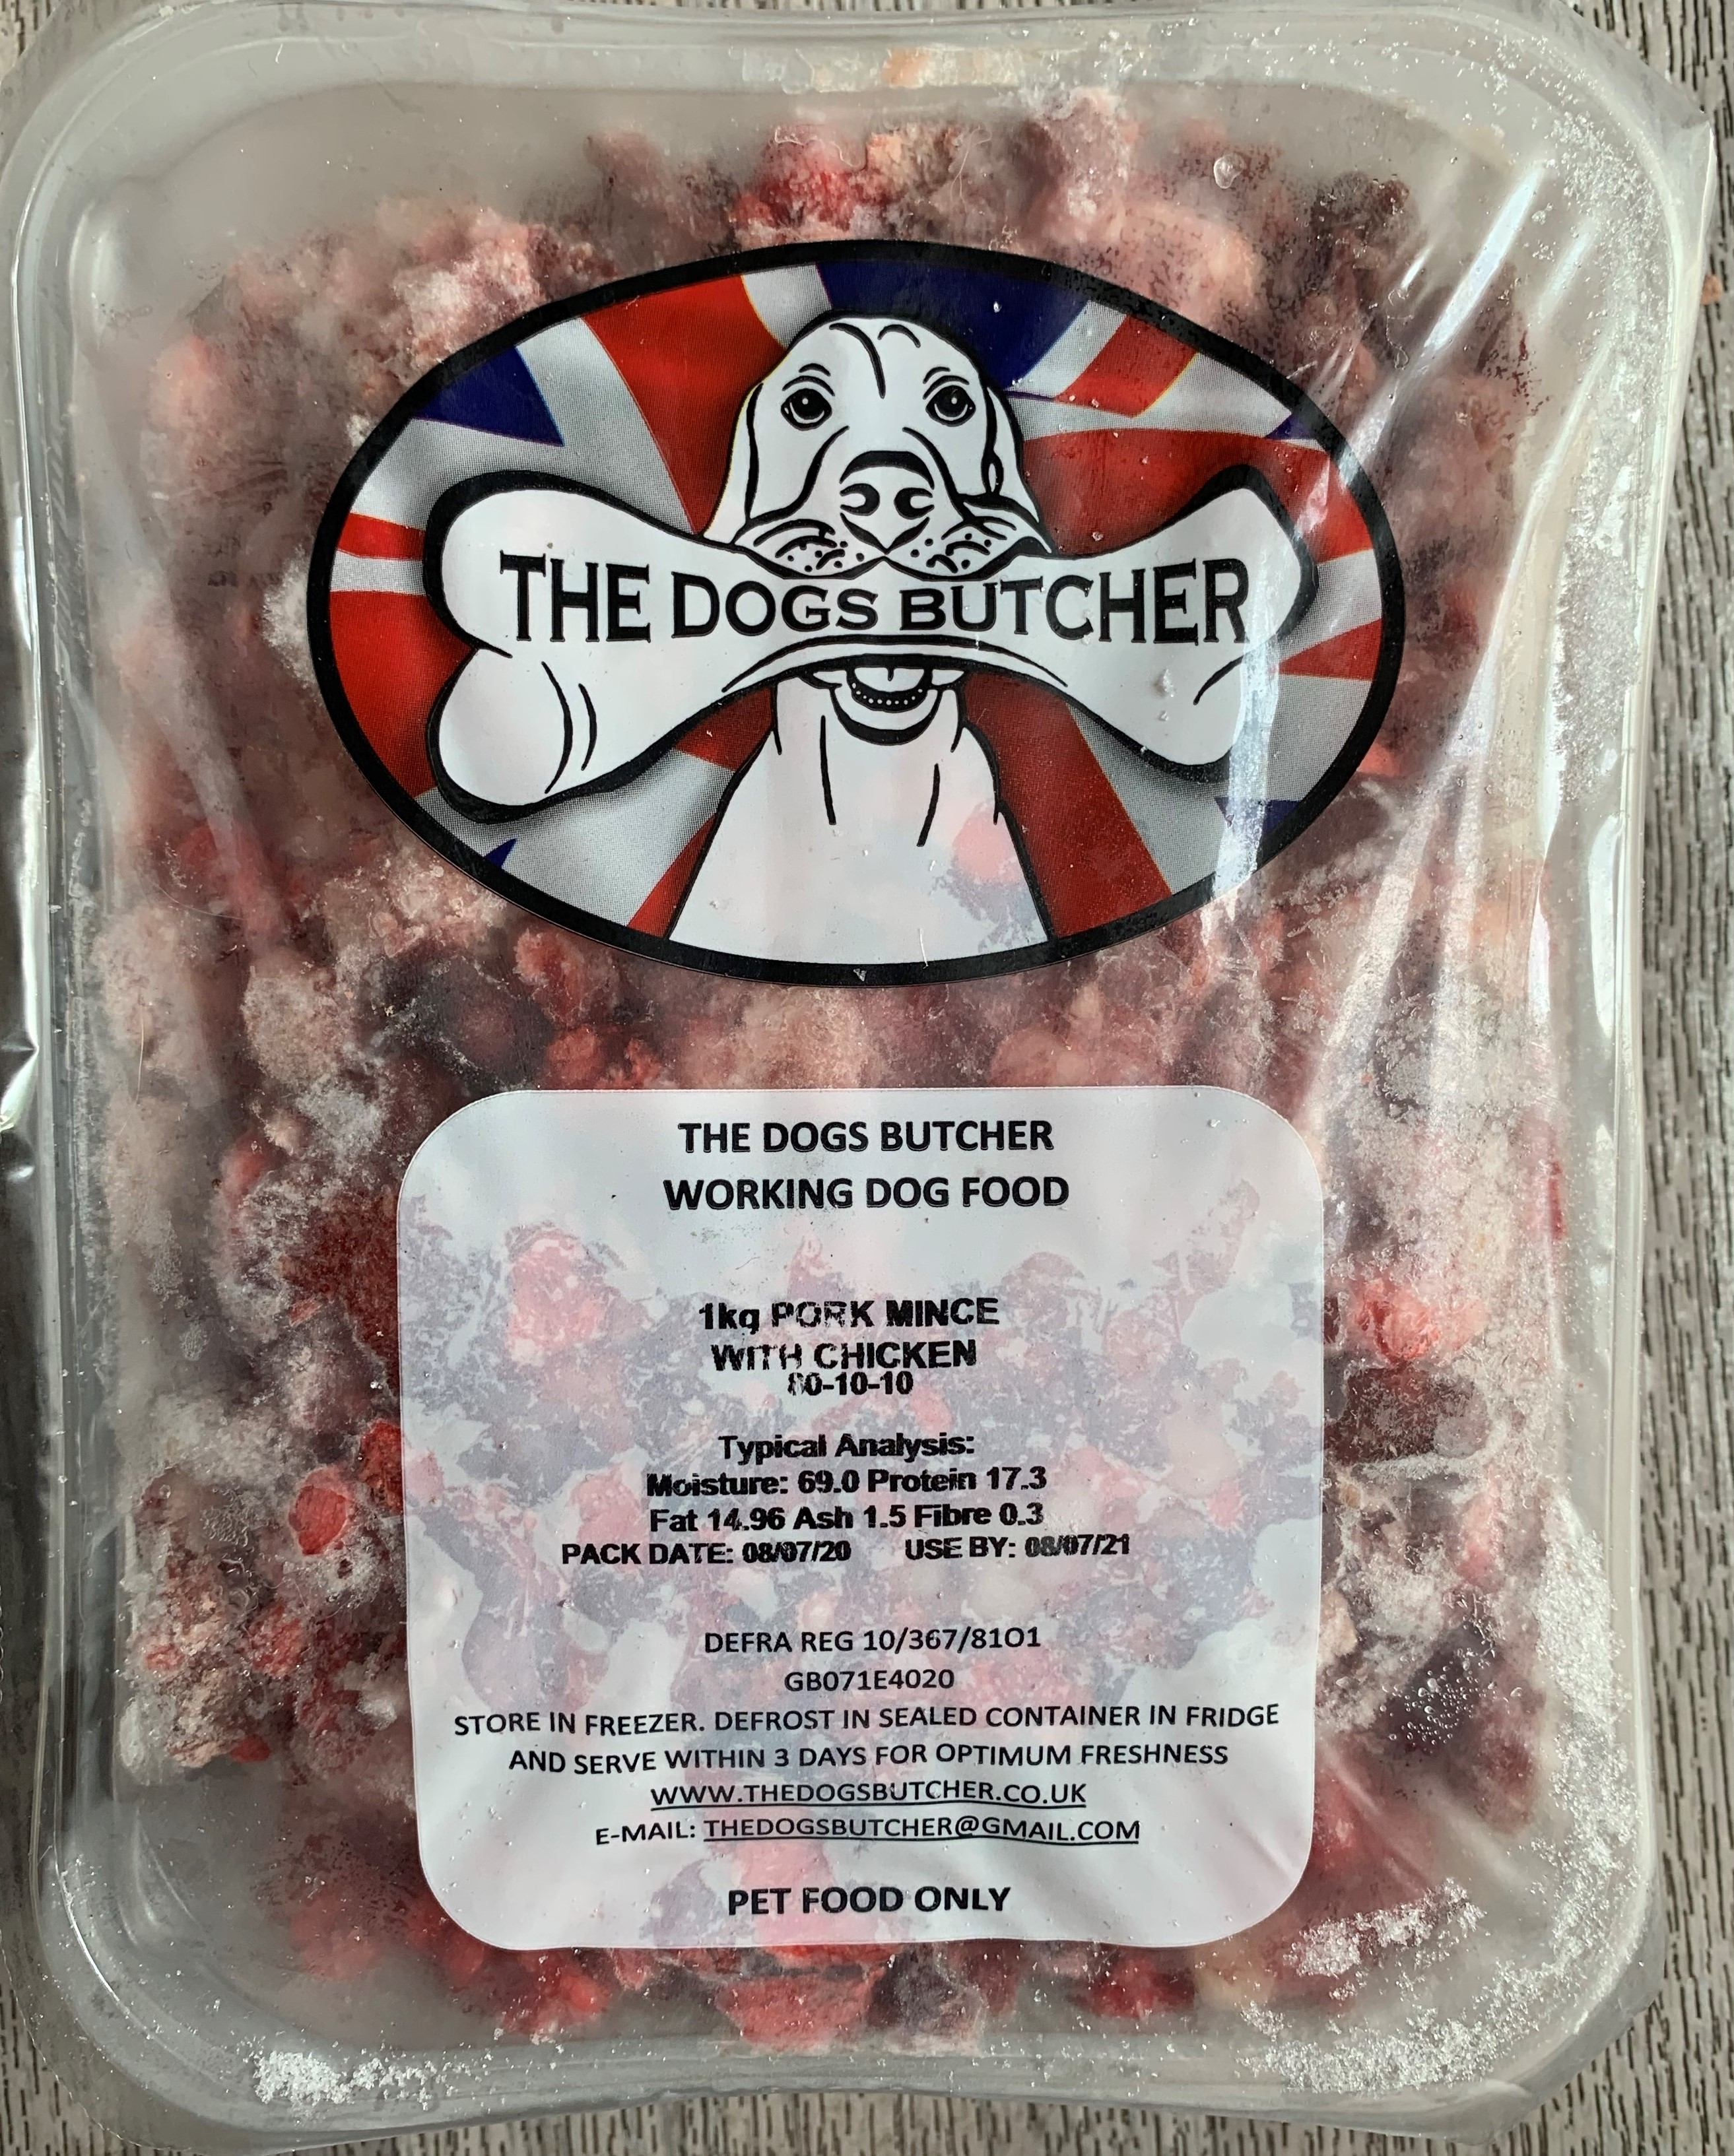 THE DOGS BUTCHER
THE DOGS BUTCHER
WORKING DOG FOOD
1kg PORK MINCE
WITH CHICKEN
80-10-10
Typical Analysis:
Moisture: 69.0 Protein 17.3
Fat 14.96 Ash 1.5 Fibre 0.3
PACK DATE: 08/07/20 USE BY: 08/07/21
DEFRA REG 10/367/8101
GB071E4020
STORE IN FREEZER. DEFROST IN SEALED CONTAINER IN FRIDGE
AND SERVE WITHIN 3 DAYS FOR OPTIMUM FRESHNESS
WWW.THEDOGSBUTCHER.CO.UK
E-MAIL: THEDOGSBUTCHER@GMAIL.COM
PET FOOD ONLY